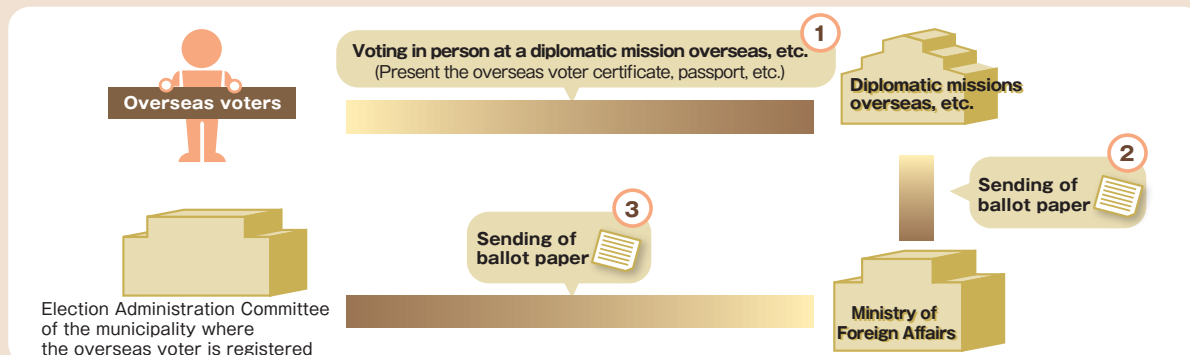 1
Voting in person at a diplomatic mission overseas, etc.
(Present the overseas voter certificate, passport, etc.)
Overseas voters
Diplomatic missions
overseas, etc.
2
Sending of
ballot paper
3
Sending of
ballot paper
Election Administration Committee
of the municipality where
the overseas voter is registered
Ministry of
Foreign Affairs